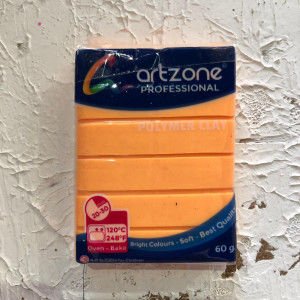 artzone
PROFESSIONAL
POLYMER CLAY
20-30
120°C
248°F
Oven - Bake
Bright Colours - Soft - Best Quality
60 g